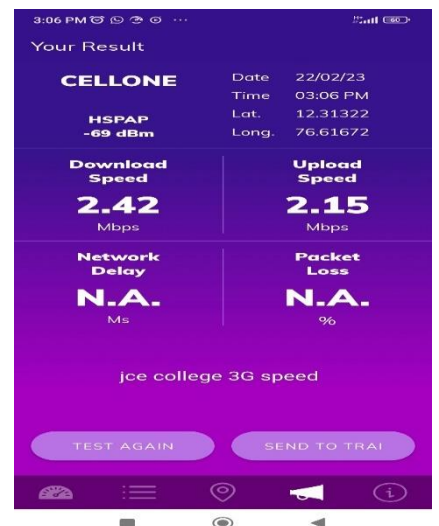 3:06 PM
60
Your Result
CELLONE
HSPAP
-69 dBm
Date 22/02/23
Time 03:06 PM
Lat. 12.31322
Long. 76.61672
Download
Speed
2.42
Mbps
Upload
Speed
2.15
Mbps
Network
Delay
N.A.
Ms
Packet
Loss
N.A.
%
jce college 3G speed
TEST AGAIN
SEND TO TRAI